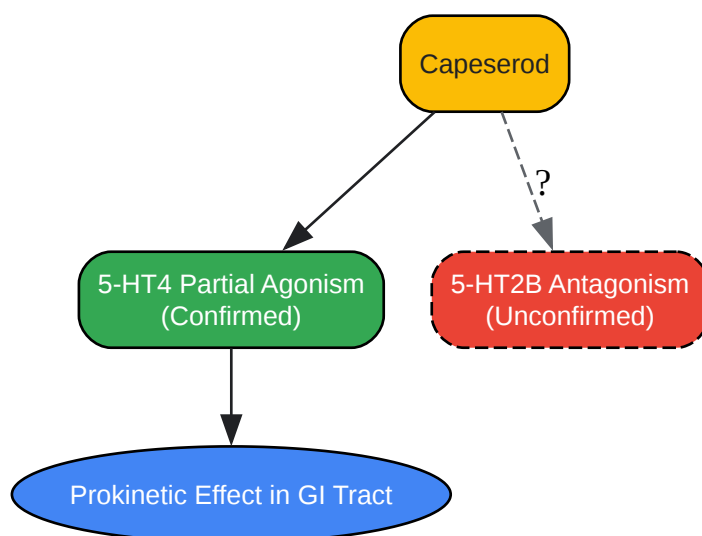 Capeserod
?
5-HT4 Partial Agonism
(Confirmed)
5-HT2B Antagonism
(Unconfirmed)
Prokinetic Effect in GI Tract